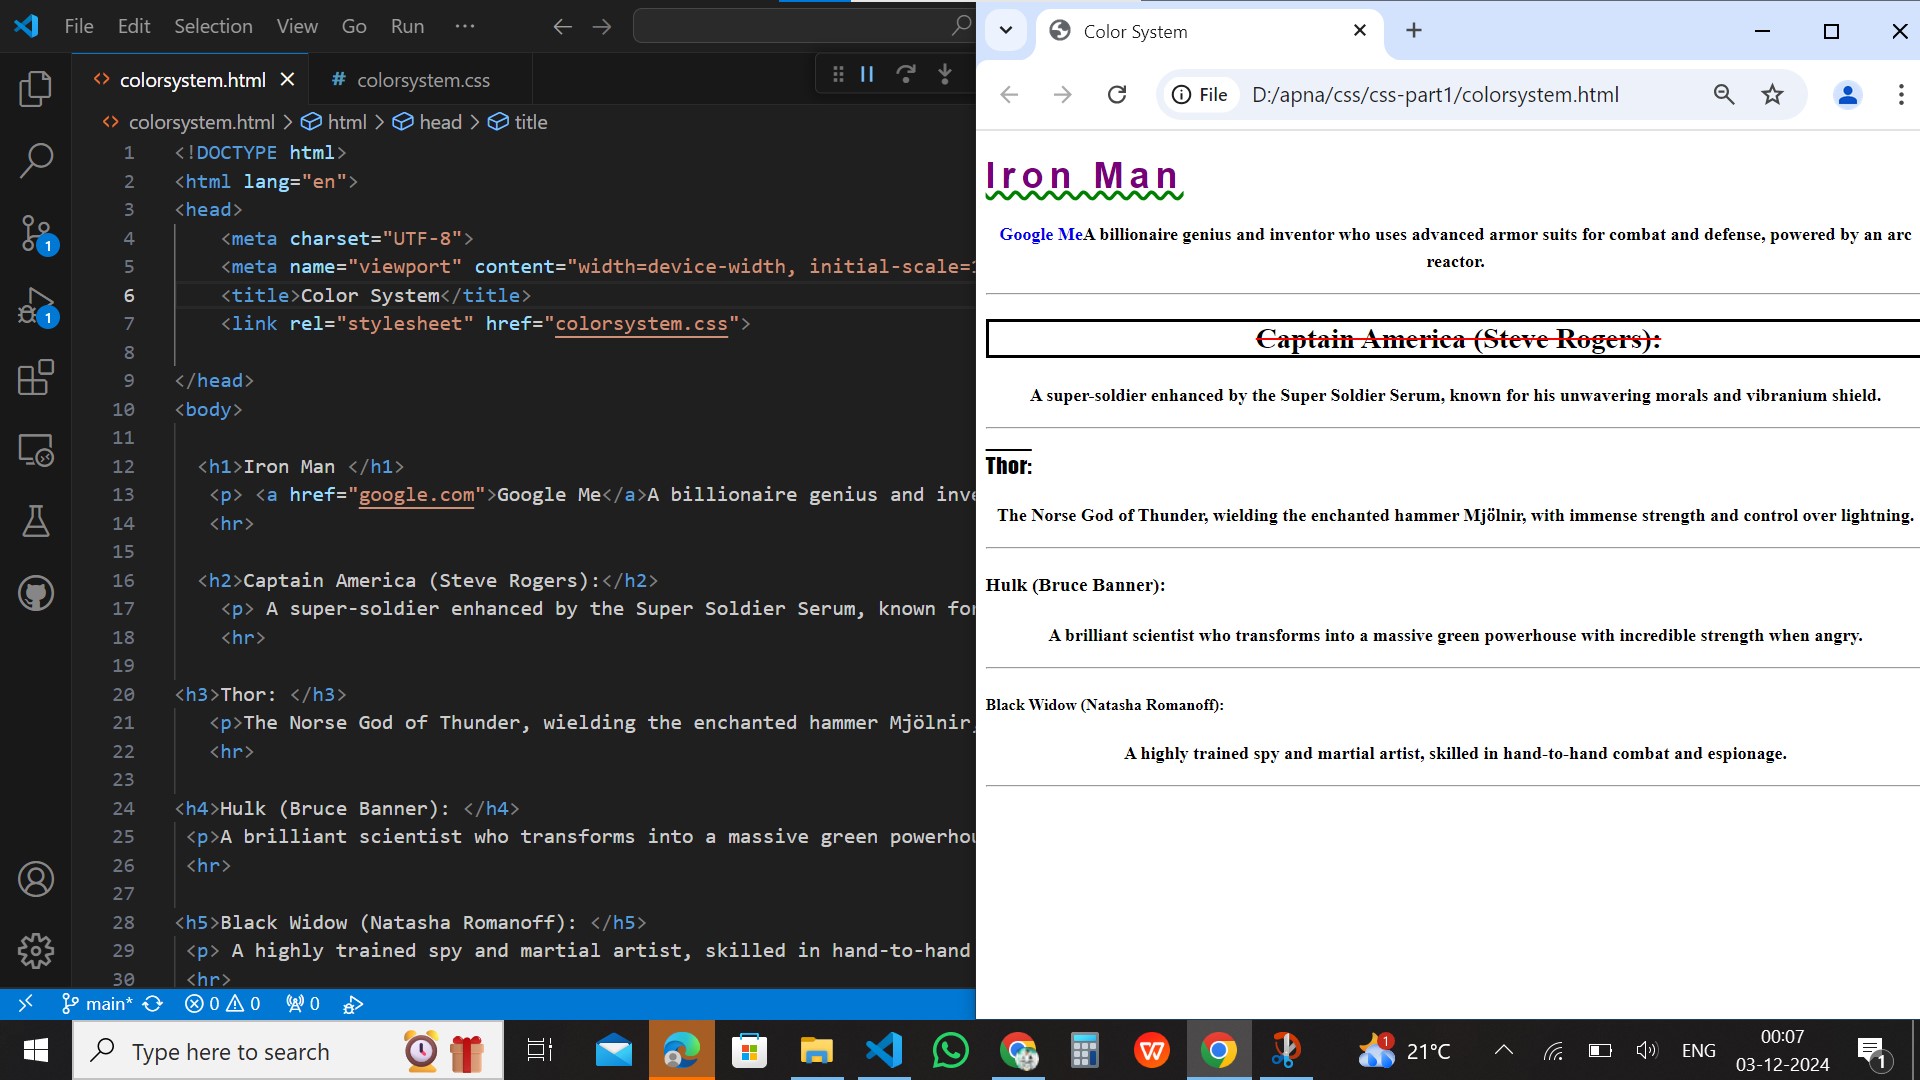 File Edit Selection View Go Run ···
colorsystem.html
# colorsystem.css
colorsystem.html > html > head > title
1 <!DOCTYPE html>
2 <html lang="en">
3 <head>
4 <meta charset="UTF-8">
5 <meta name="viewport" content="width=device-width, initial-scale=1
6 <title>Color System</title>
7 <link rel="stylesheet" href="colorsystem.css">
8
9 </head>
10 <body>
11
12 <h1>Iron Man </h1>
13 <p> <a href="google.com">Google Me</a>A billionaire genius and inve
14 <hr>
15
16 <h2>Captain America (Steve Rogers):</h2>
17 <p> A super-soldier enhanced by the Super Soldier Serum, known for
18 <hr>
19
20 <h3>Thor: </h3>
21 <p>The Norse God of Thunder, wielding the enchanted hammer Mjölnir,
22 <hr>
23
24 <h4>Hulk (Bruce Banner): </h4>
25 <p>A brilliant scientist who transforms into a massive green powerhou
26 <hr>
27
28 <h5>Black Widow (Natasha Romanoff): </h5>
29 <p> A highly trained spy and martial artist, skilled in hand-to-hand
30 <hr>
1
1
main* 0 0 0
Color System
File D:/apna/css/css-part1/colorsystem.html
Iron Man
Google MeA billionaire genius and inventor who uses advanced armor suits for combat and defense, powered by an arc
reactor.
Captain America (Steve Rogers):
A super-soldier enhanced by the Super Soldier Serum, known for his unwavering morals and vibranium shield.
Thor:
The Norse God of Thunder, wielding the enchanted hammer Mjölnir, with immense strength and control over lightning.
Hulk (Bruce Banner):
A brilliant scientist who transforms into a massive green powerhouse with incredible strength when angry.
Black Widow (Natasha Romanoff):
A highly trained spy and martial artist, skilled in hand-to-hand combat and espionage.
Type here to search
W
1
21°C
ENG
00:07
03-12-2024
1